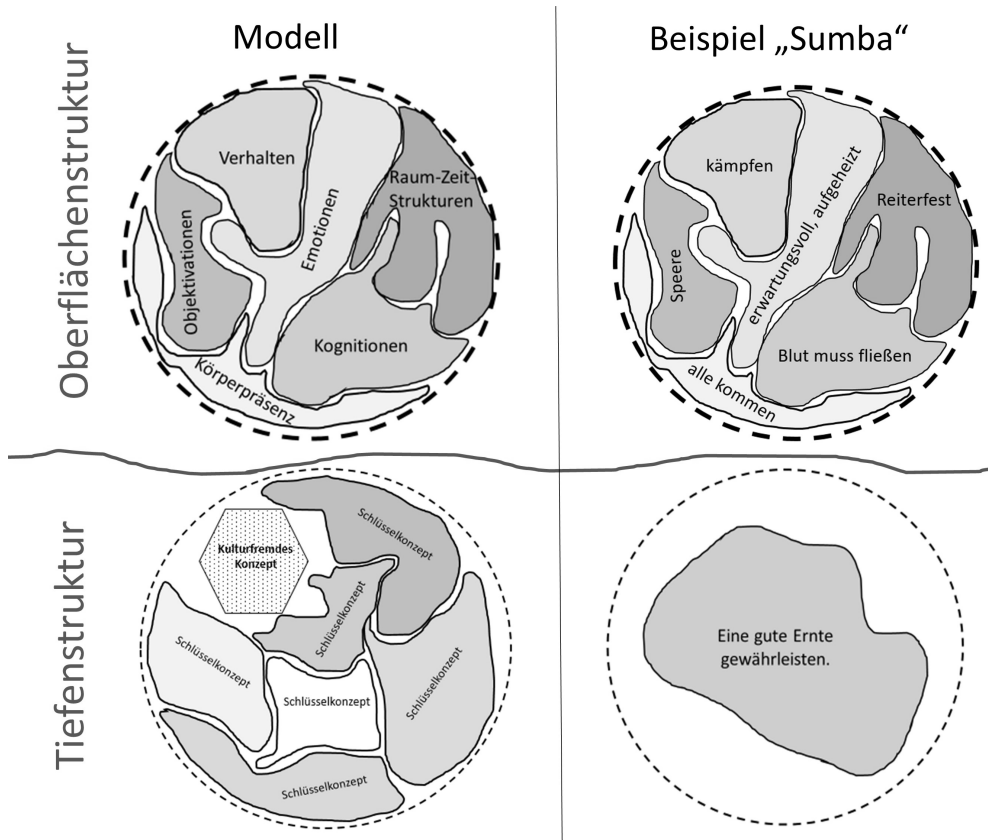 Modell
Beispiel „Sumba“
Oberflächenstruktur
Verhalten
Emotionen
Raum-Zeit-
Strukturen
Objektivationen
Kognitionen
Körperpräsenz
kämpfen
erwartungsvoll, aufgeheizt
Reiterfest
Speere
Blut muss fließen
alle kommen
Tiefenstruktur
Schlüsselkonzept
Kulturfremdes
Konzept
Schlüsselkonzept
Schlüsselkonzept
Schlüsselkonzept
Schlüsselkonzept
Schlüsselkonzept
Eine gute Ernte
gewährleisten.